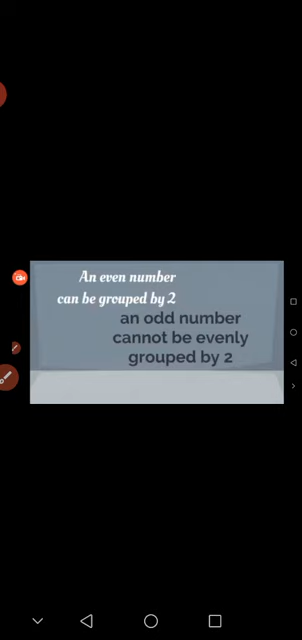 An even number
can be grouped by 2
an odd number
cannot be evenly
grouped by 2